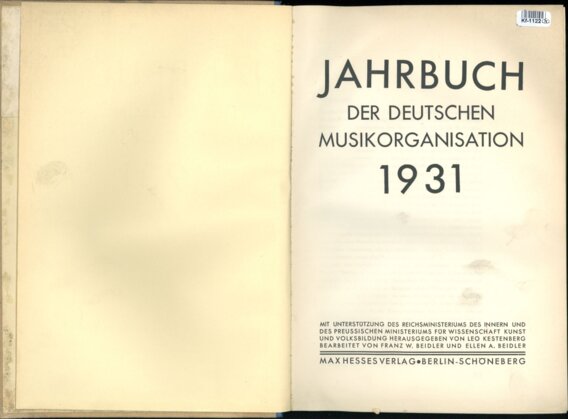 JAHRBUCH
DER DEUTSCHEN
MUSIKORGANISATION
1931
MIT UNTERSTÜTZUNG DES REICHSMINISTERIUMS DES INNERN UND
DES PREUSSISCHEN MINISTERIUMS FÜR WISSENSCHAFT KUNST
UND VOLKSBILDUNG HERAUSGEGEBEN VON LEO KESTENBERG
BEARBEITET VON FRANZ W. BEIDLER UND ELLEN A. BEIDLER
MAX HESSES VERLAG•BERLIN-SCHÖNEBERG